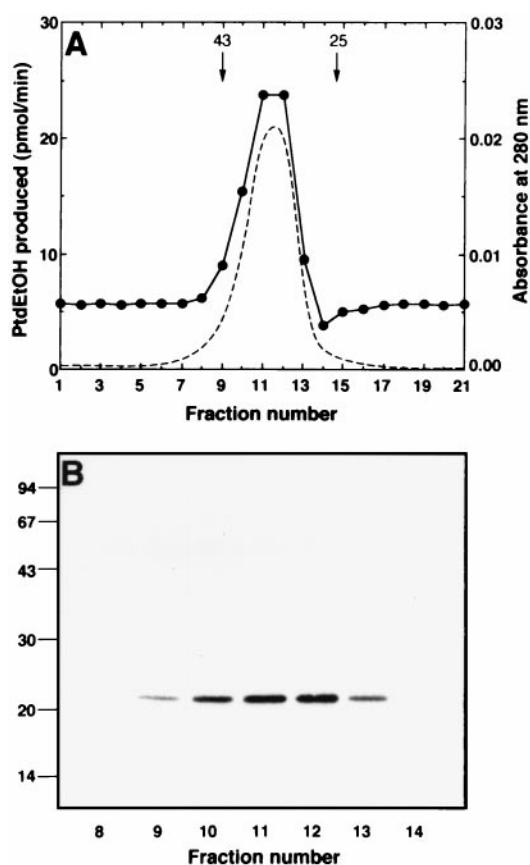 A
43
25
30
20
10
0
PtdEtOH produced (pmol/min)
0.03
0.02
0.01
0.00
Absorbance at 280 nm
1 3 5 7 9 11 13 15 17 19 21
Fraction number
B
94
67
43
30
20
14
8 9 10 11 12 13 14
Fraction number